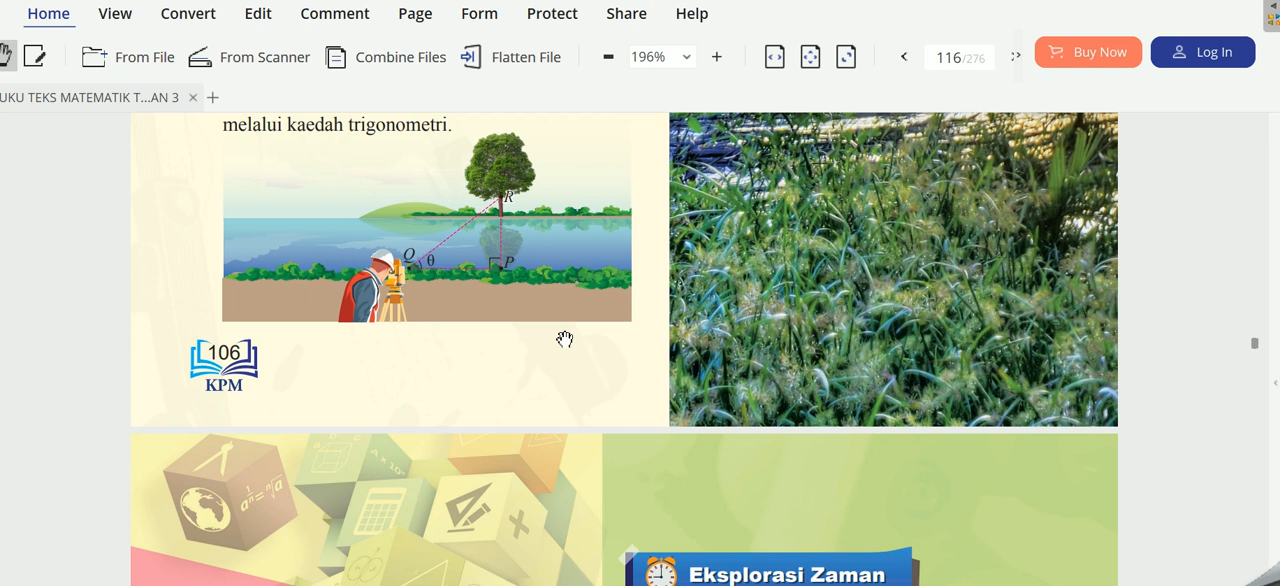 Home View Convert Edit Comment Page Form Protect Share Help
From File From Scanner Combine Files Flatten File 196% 116/276 Buy Now Log In
UKU TEKS MATEMATIK T...AN 3
melalui kaedah trigonometri.
R
Q θ P
106
KPM
Eksplorasi Zaman